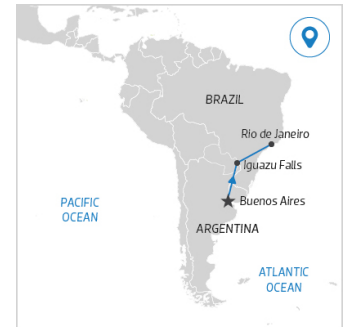 BRAZIL
Rio de Janeiro
Iguazu Falls
PACIFIC
OCEAN
Buenos Aires
ARGENTINA
ATLANTIC
OCEAN